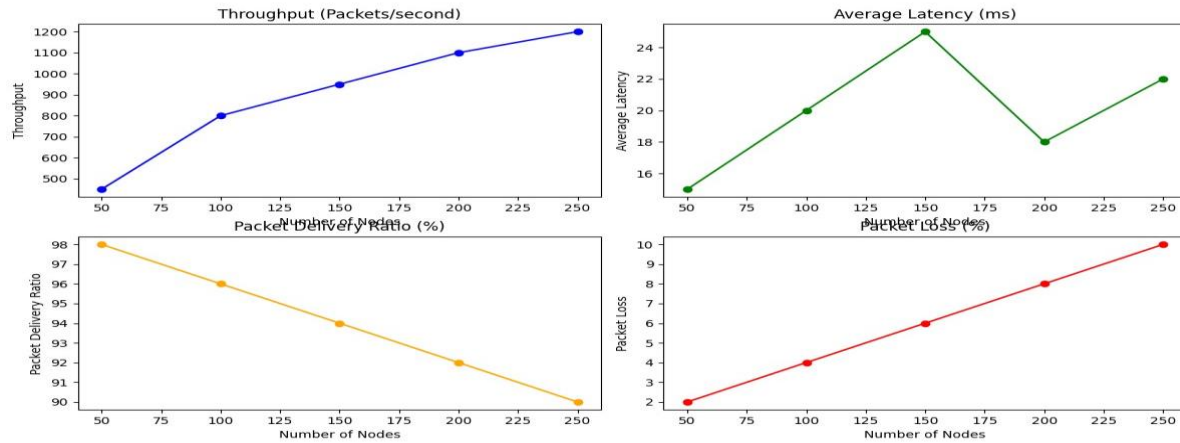 Throughput (Packets/second)
1200
1100
1000
900
800
700
600
500
Throughput
50 75 100 125 150 175 200 225 250
Number of Nodes
Average Latency (ms)
24
22
20
18
16
Average Latency
50 75 100 125 150 175 200 225 250
Number of Nodes
Packet Delivery Ratio (%)
98
97
96
95
94
93
92
91
90
Packet Delivery Ratio
50 75 100 125 150 175 200 225 250
Number of Nodes
Packet Loss (%)
10
9
8
7
6
5
4
3
2
Packet Loss
50 75 100 125 150 175 200 225 250
Number of Nodes